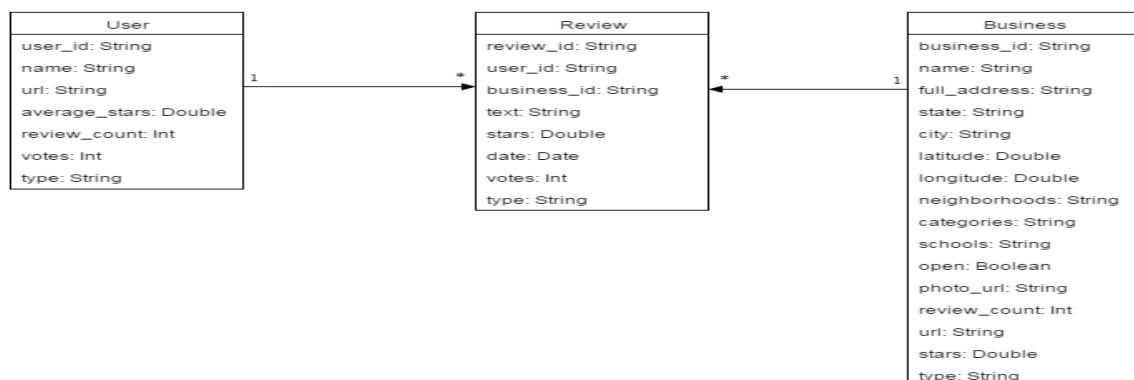 User
user_id: String
name: String
url: String
average_stars: Double
review_count: Int
votes: Int
type: String
1
*
Review
review_id: String
user_id: String
business_id: String
text: String
stars: Double
date: Date
votes: Int
type: String
*
1
Business
business_id: String
name: String
full_address: String
state: String
city: String
latitude: Double
longitude: Double
neighborhoods: String
categories: String
schools: String
open: Boolean
photo_url: String
review_count: Int
url: String
stars: Double
type: String